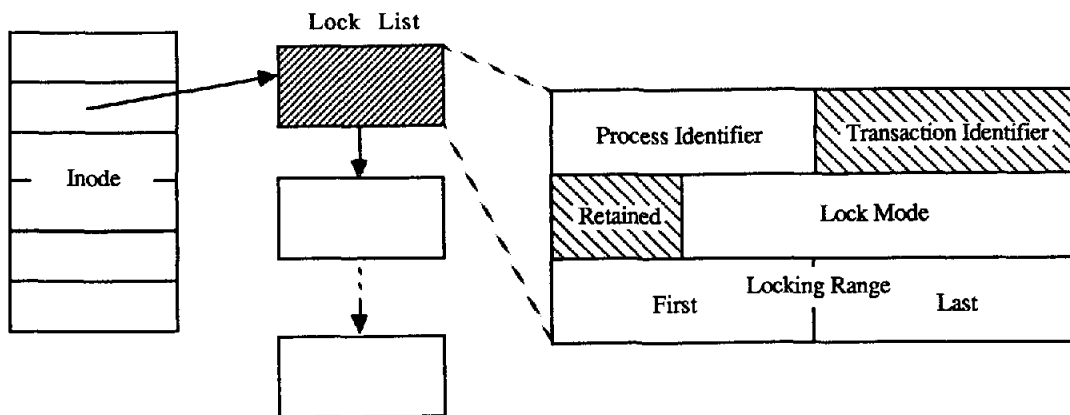 Lock List
Inode
Process Identifier
Transaction Identifier
Retained
Lock Mode
Locking Range
First
Last